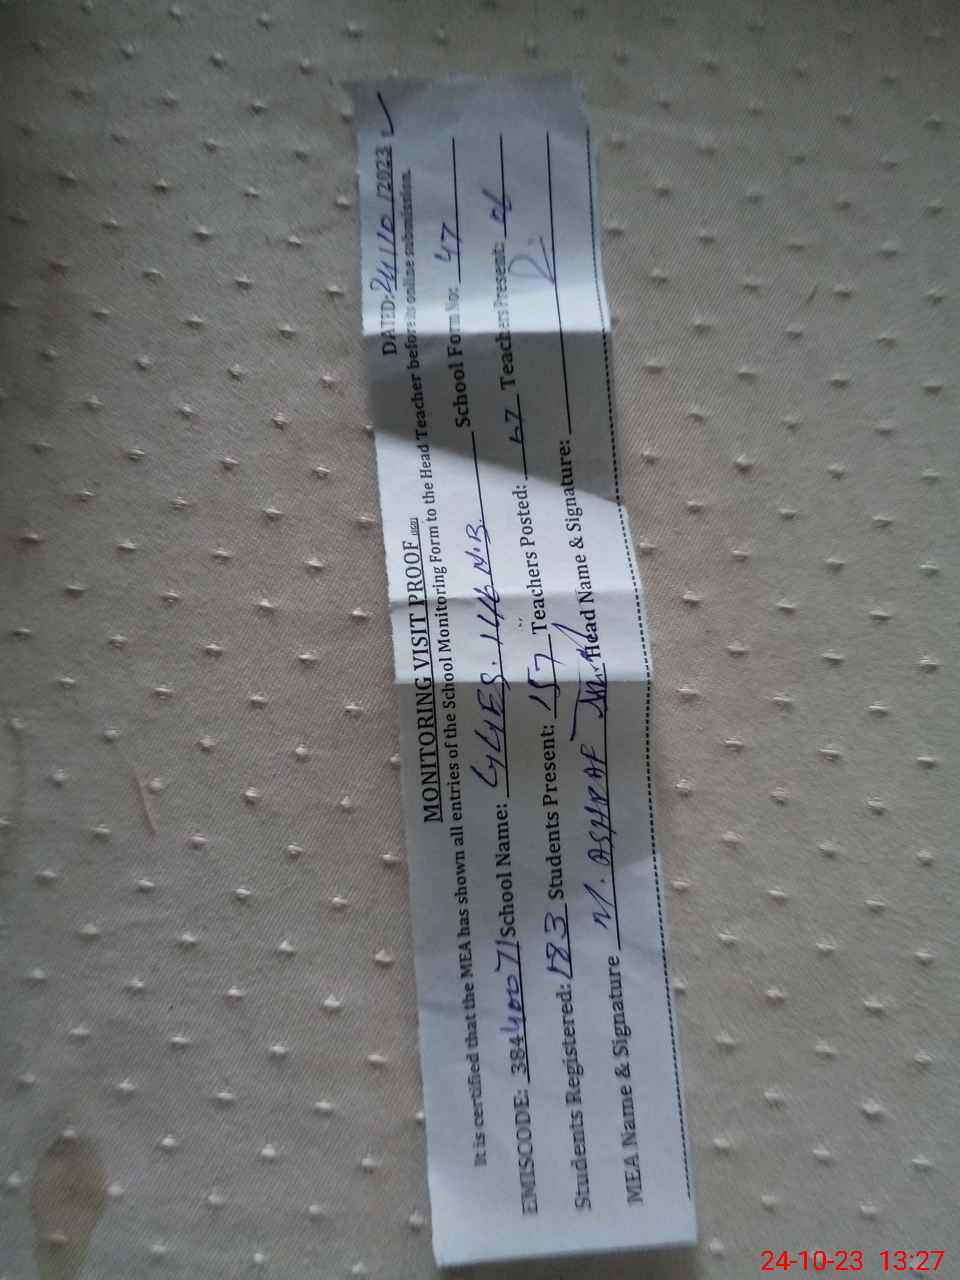 DATED: 24/10/2023
MONITORING VISIT PROOF
It is certified that the MEA has shown all entries of the School Monitoring Form to the Head Teacher before its online submission.
EMISCODE: 38440071 School Name: GGES. 146 N.B. School Form No: 47
Students Registered: 183 Students Present: 157 Teachers Posted: 07 Teachers Present:
MEA Name & Signature M. ASHRAF Head Name & Signature:
24-10-23 13:27